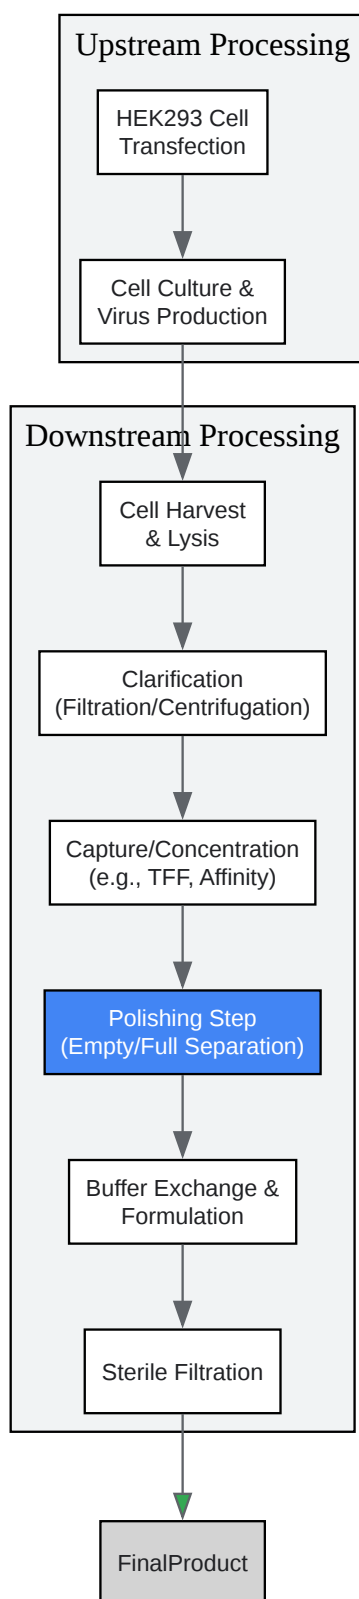 Upstream Processing
HEK293 Cell
Transfection
Cell Culture &
Virus Production
Downstream Processing
Cell Harvest
& Lysis
Clarification
(Filtration/Centrifugation)
Capture/Concentration
(e.g., TFF, Affinity)
Polishing Step
(Empty/Full Separation)
Buffer Exchange &
Formulation
Sterile Filtration
FinalProduct